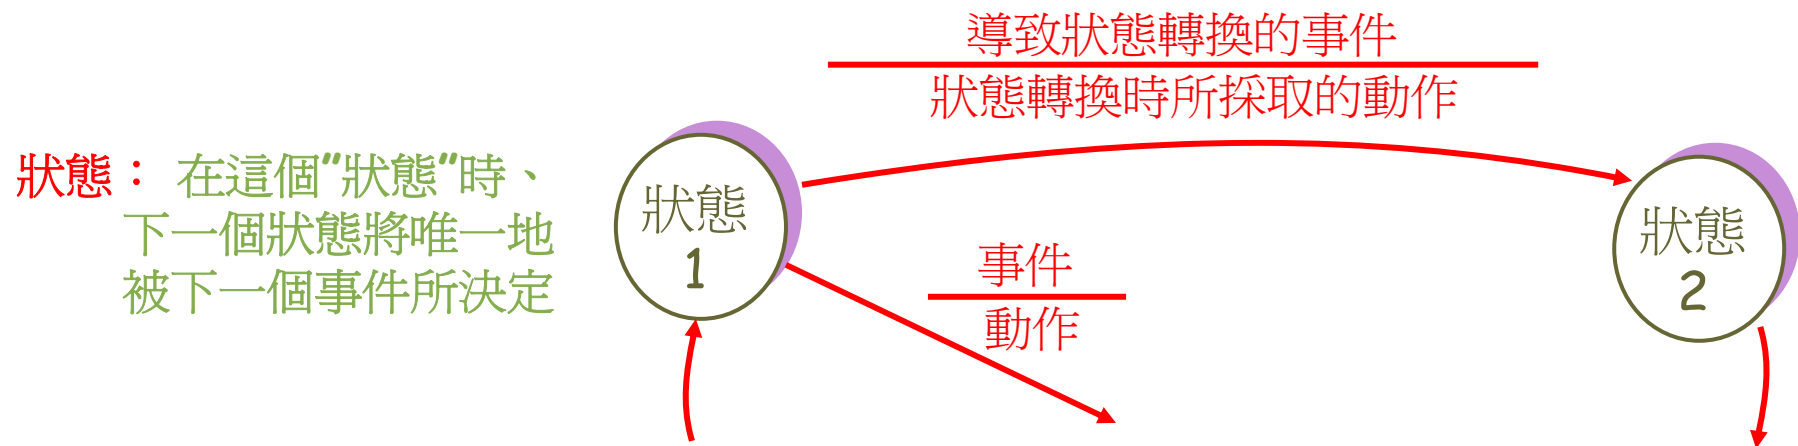 導致狀態轉換的事件
狀態轉換時所採取的動作
狀態： 在這個"狀態"時、
下一個狀態將唯一地
被下一個事件所決定
狀態
1
事件
動作
狀態
2